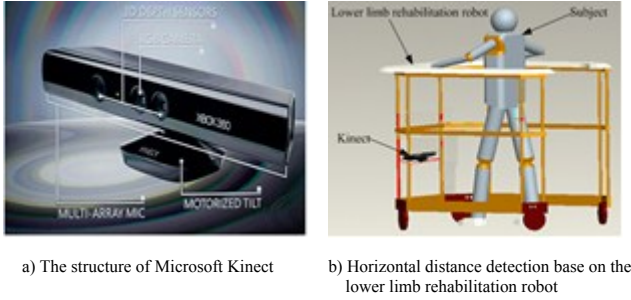 3D DEPTH SENSORS
RGB CAMERA
XBOX 360
KINECT
MULTI-ARRAY MIC
MOTORIZED TILT
Lower limb rehabilitation robot
Subject
Kinect
a) The structure of Microsoft Kinect
b) Horizontal distance detection base on the
lower limb rehabilitation robot